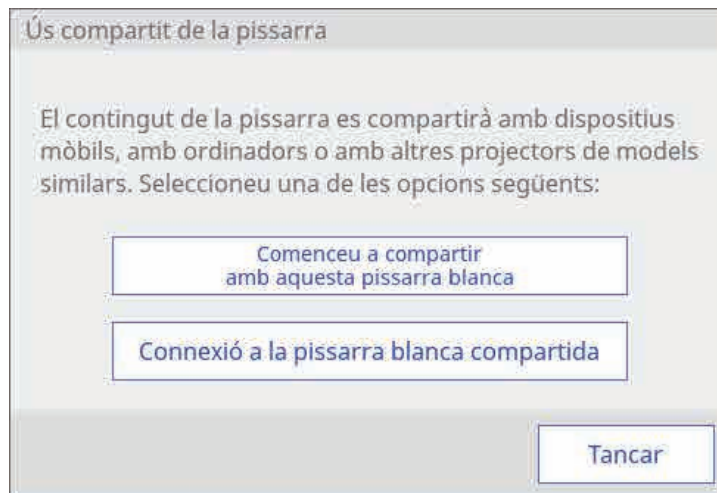 Ús compartit de la pissarra
El contingut de la pissarra es compartirà amb dispositius
mòbils, amb ordinadors o amb altres projectors de models
similars. Seleccioneu una de les opcions següents:
Comenceu a compartir
amb aquesta pissarra blanca
Connexió a la pissarra blanca compartida
Tancar